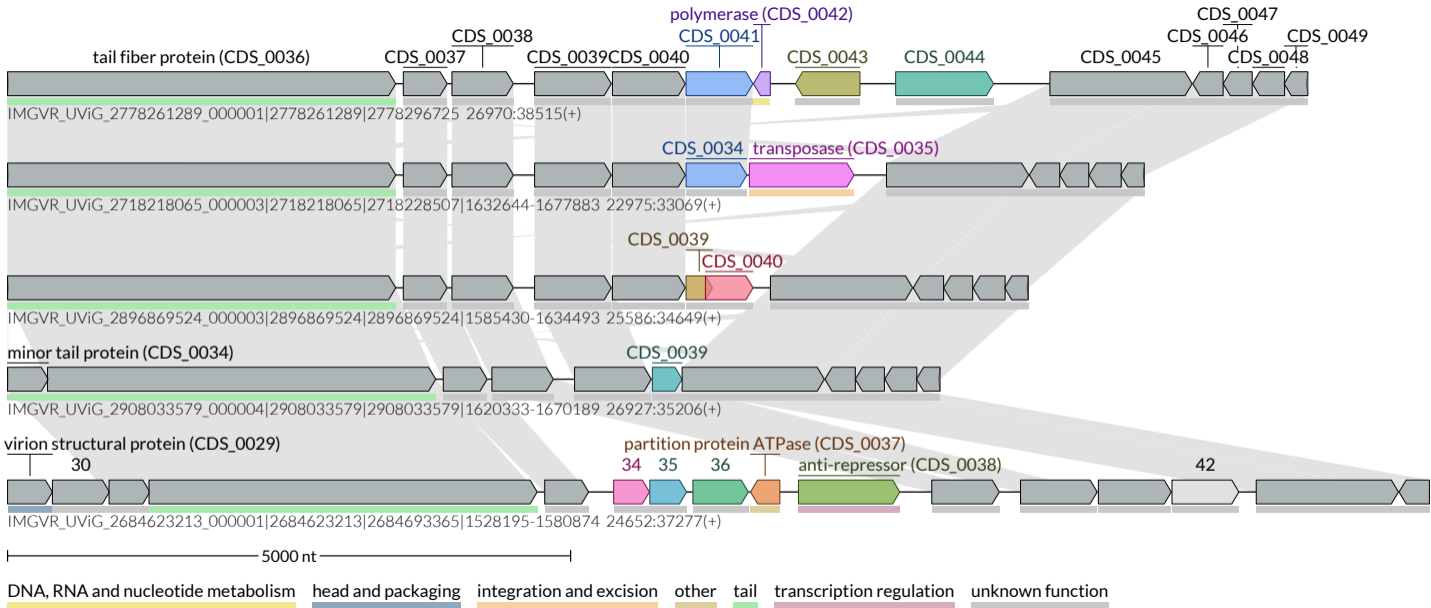 polymerase (CDS_0042)
CDS_0047
CDS_0038 CDS_0041 CDS_0046 CDS_0049
tail fiber protein (CDS_0036) CDS_0037 CDS_0039 CDS_0040 CDS_0043 CDS_0044 CDS_0045 CDS_0048
IMGVR_UViG_2778261289_000001|2778261289|2778296725 26970:38515(+)
CDS_0034 transposase (CDS_0035)
IMGVR_UViG_2718218065_000003|2718218065|2718228507|1632644-1677883 22975:33069(+)
CDS_0039
CDS_0040
IMGVR_UViG_2896869524_000003|2896869524|2896869524|1585430-1634493 25586:34649(+)
minor tail protein (CDS_0034) CDS_0039
IMGVR_UViG_2908033579_000004|2908033579|2908033579|1620333-1670189 26927:35206(+)
virion structural protein (CDS_0029) partition protein ATPase (CDS_0037)
30 34 35 36 anti-repressor (CDS_0038) 42
IMGVR_UViG_2684623213_000001|2684623213|2684693365|1528195-1580874 24652:37277(+)
5000 nt
DNA, RNA and nucleotide metabolism head and packaging integration and excision other tail transcription regulation unknown function